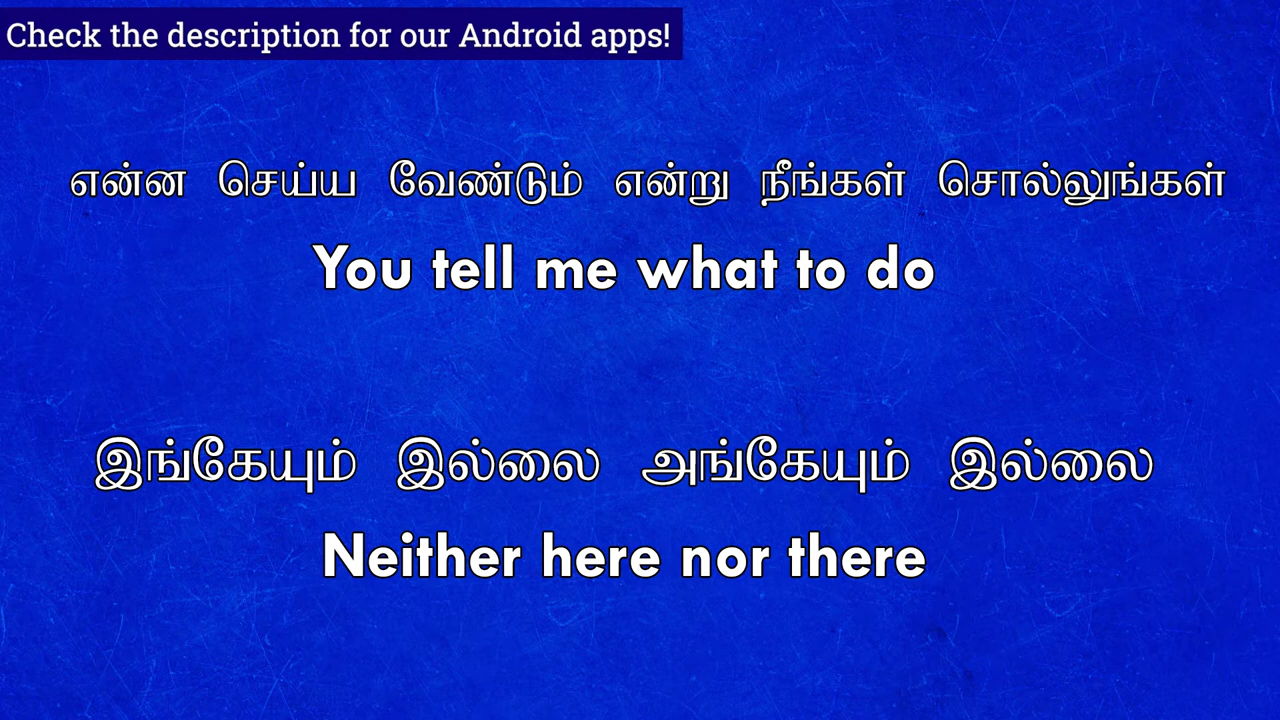 Check the description for our Android apps!
என்ன செய்ய வேண்டும் என்று நீங்கள் சொல்லுங்கள்
You tell me what to do
இங்கேயும் இல்லை அங்கேயும் இல்லை
Neither here nor there